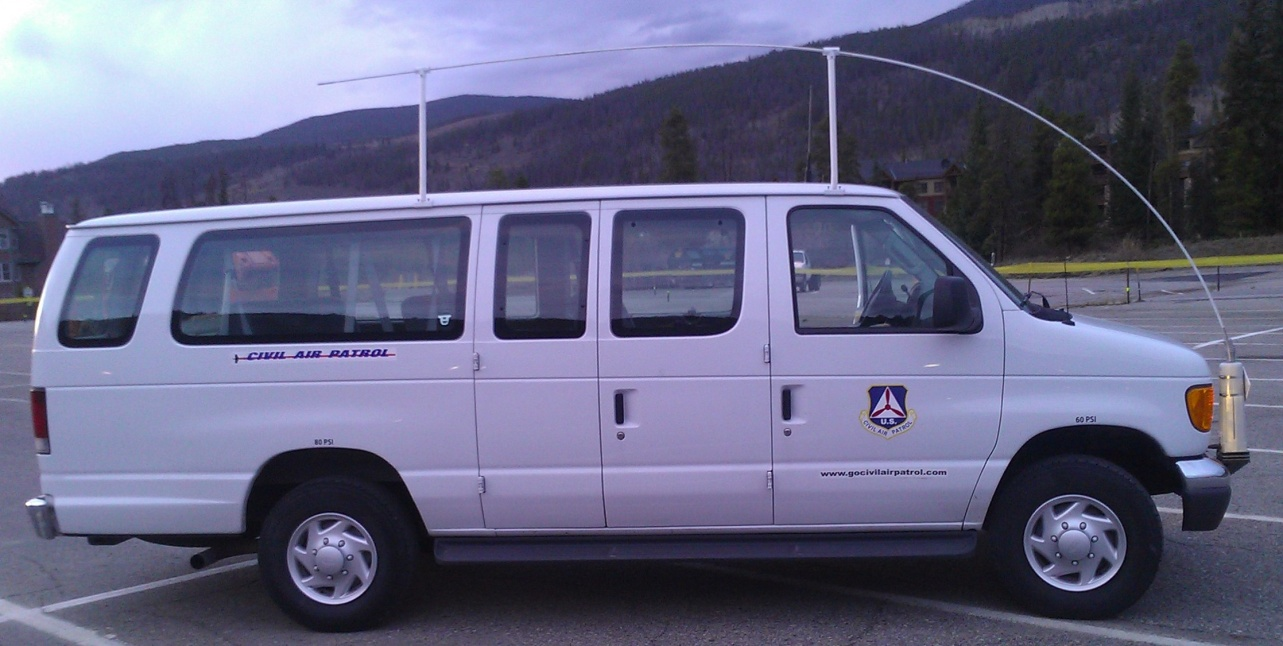 CIVIL AIR PATROL
U.S.
CIVIL AIR PATROL
www.gocivilairpatrol.com
80 PSI
60 PSI